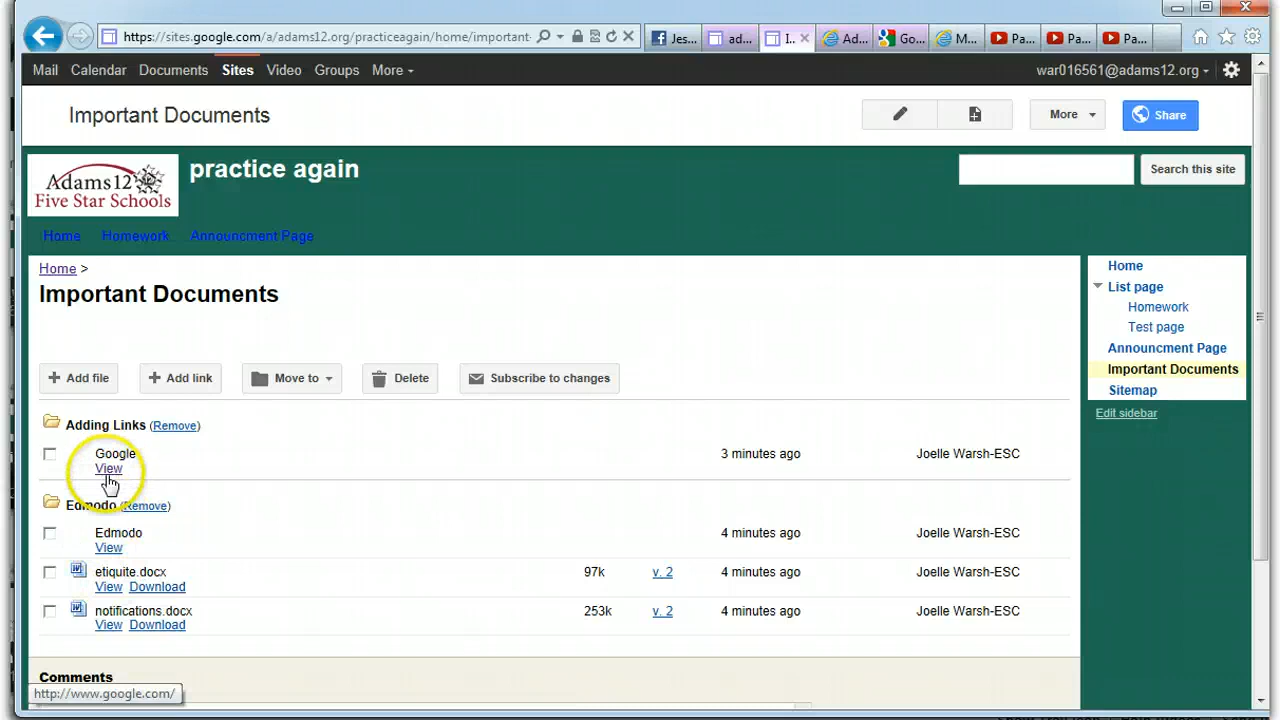 https://sites.google.com/a/adams12.org/practiceagain/home/important-
Jes...
ad...
I..
Ad...
Go...
M...
Pa...
Pa...
Pa...
Mail Calendar Documents Sites Video Groups More
war016561@adams12.org
Important Documents
More
Share
Adams12
Five Star Schools
practice again
Search this site
Home Homework Announcment Page
Home >
Important Documents
Add file
Add link
Move to
Delete
Subscribe to changes
Adding Links (Remove)
Google 3 minutes ago Joelle Warsh-ESC
View
Edmodo (Remove)
Edmodo 4 minutes ago Joelle Warsh-ESC
View
etiquite.docx 97k v. 2 4 minutes ago Joelle Warsh-ESC
View Download
notifications.docx 253k v. 2 4 minutes ago Joelle Warsh-ESC
View Download
Comments
http://www.google.com/
Home
List page
Homework
Test page
Announcment Page
Important Documents
Sitemap
Edit sidebar